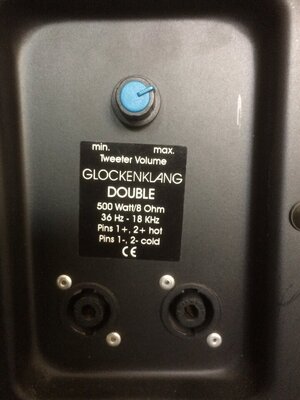 min. max.
Tweeter Volume
GLOCKENKLANG
DOUBLE
500 Watt/8 Ohm
36 Hz - 18 KHz
Pins 1+, 2+ hot
Pins 1-, 2- cold
CE